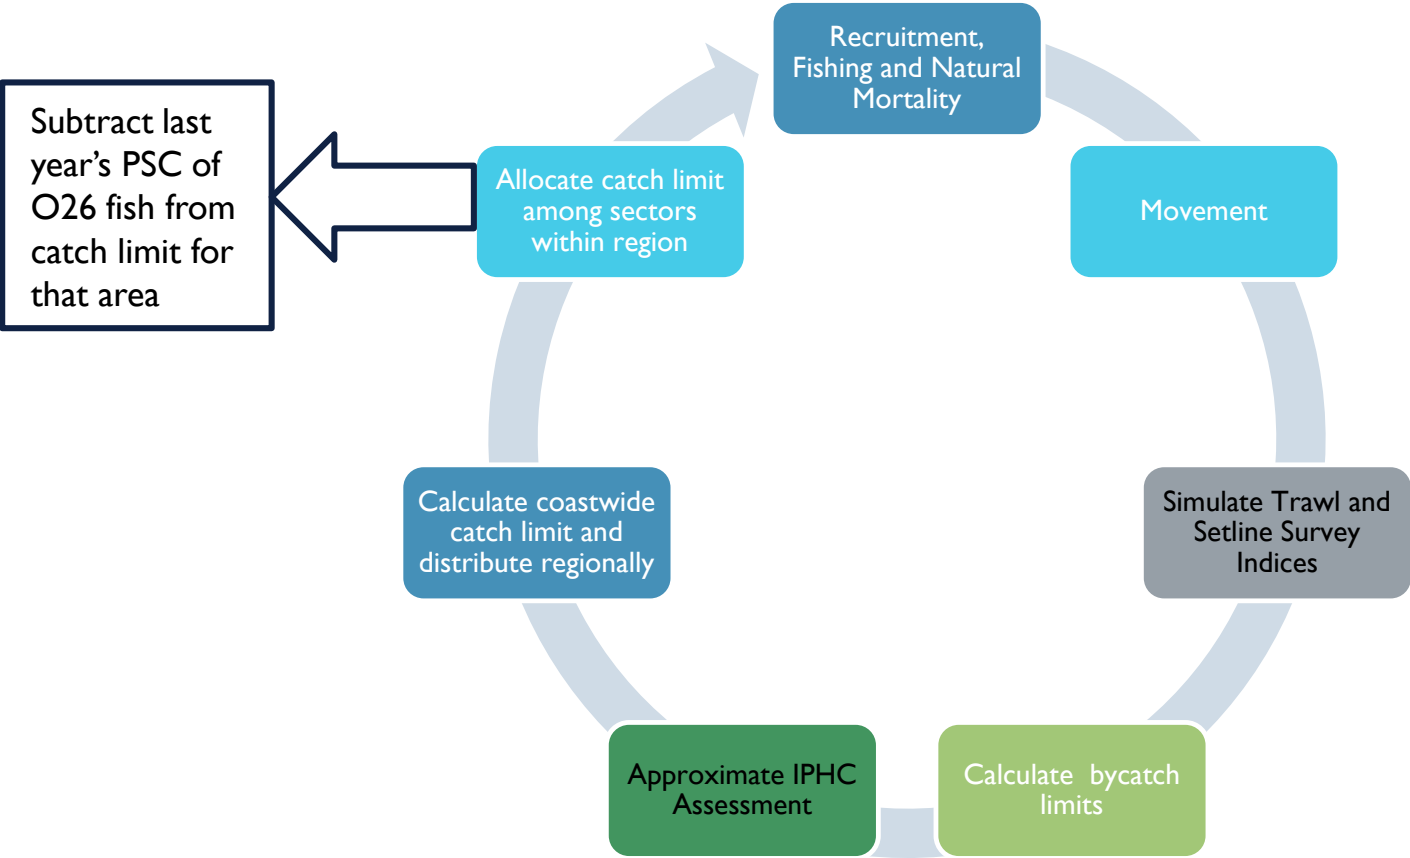 Recruitment,
Fishing and Natural
Mortality
Movement
Simulate Trawl and
Setline Survey
Indices
Calculate  bycatch
limits
Approximate IPHC
Assessment
Calculate coastwide
catch limit and
distribute regionally
Allocate catch limit
among sectors
within region
Subtract last
year’s PSC of
O26 fish from
catch limit for
that area